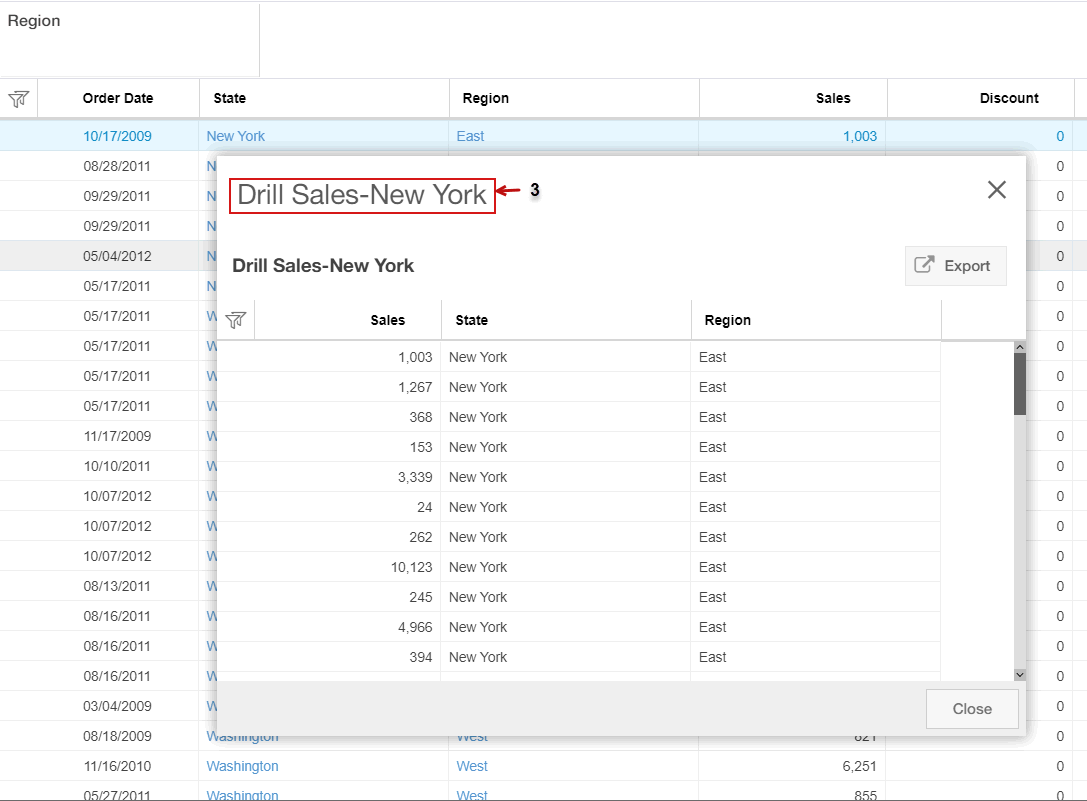 Region
Order Date State Region Sales Discount
10/17/2009 New York East 1,003 0
08/28/2011 N 0
Drill Sales-New York 3
09/29/2011 N 0
09/29/2011 N 0
05/04/2012 N 0
Drill Sales-New York Export
05/17/2011 N 0
05/17/2011 W 0
Sales State Region
05/17/2011 W 0
1,003 New York East
05/17/2011 W 0
1,267 New York East
05/17/2011 W 0
368 New York East
11/17/2009 W 0
153 New York East
10/10/2011 W 0
3,339 New York East
10/07/2012 W 0
24 New York East
10/07/2012 W 0
262 New York East
10/07/2012 W 0
10,123 New York East
08/13/2011 W 0
245 New York East
08/16/2011 W 0
4,966 New York East
08/16/2011 W 0
394 New York East
08/16/2011 W 0
03/04/2009 W 0
Close
08/18/2009 Washington West 821 0
11/16/2010 Washington West 6,251 0
05/27/2011 Washington West 855 0